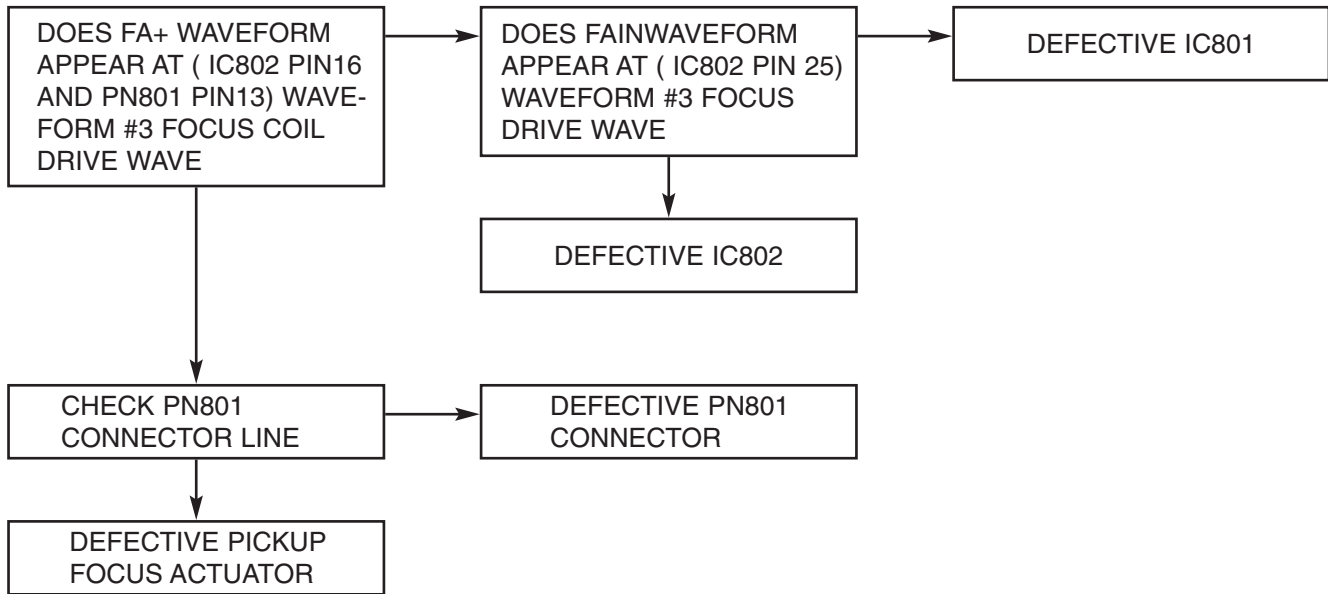 DOES FA+ WAVEFORM
APPEAR AT ( IC802 PIN16
AND PN801 PIN13) WAVE-
FORM #3 FOCUS COIL
DRIVE WAVE
DOES FAINWAVEFORM
APPEAR AT ( IC802 PIN 25)
WAVEFORM #3 FOCUS
DRIVE WAVE
DEFECTIVE IC801
DEFECTIVE IC802
CHECK PN801
CONNECTOR LINE
DEFECTIVE PN801
CONNECTOR
DEFECTIVE PICKUP
FOCUS ACTUATOR